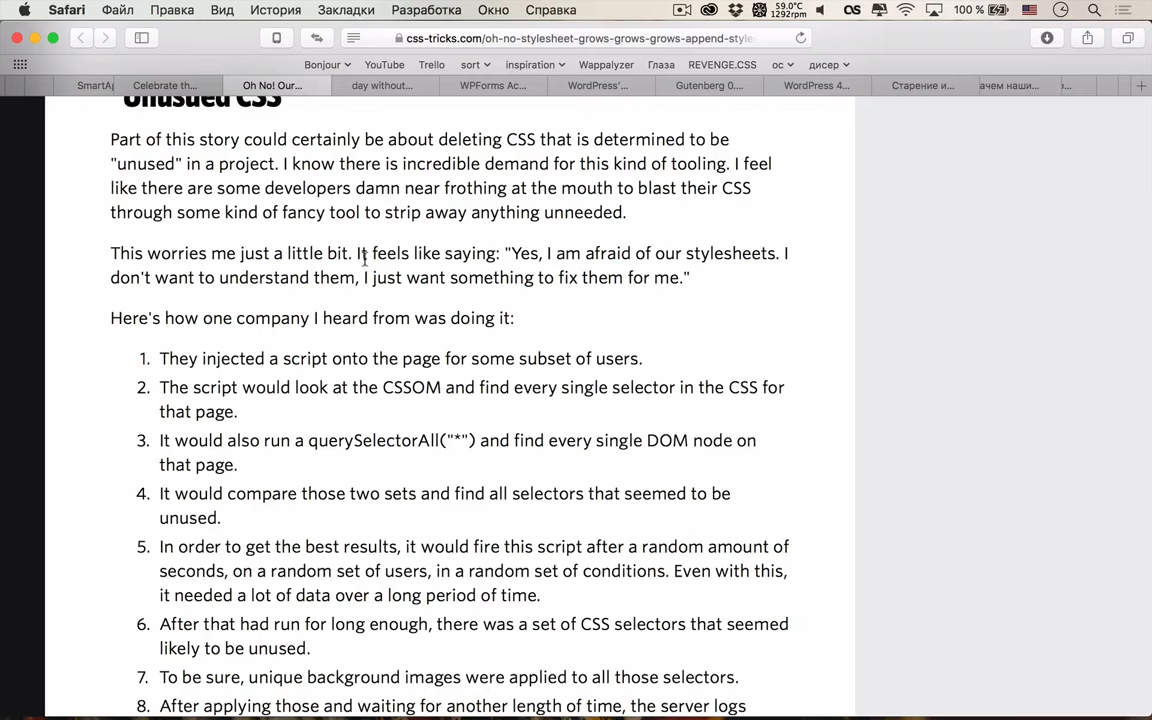 Safari Файл Правка Вид История Закладки Разработка Окно Справка 59.0°C 1292rpm 100 %
css-tricks.com/oh-no-stylesheet-grows-grows-grows-append-style
Bonjour YouTube Trello sort inspiration Wappalyzer Глаза REVENGE.CSS ос дисер
SmartA Celebrate th... Oh No! Our... day without... WPForms Ac... WordPress'... Gutenberg 0.... WordPress 4... Старение и... ачем наши...
Unusued CSS
Part of this story could certainly be about deleting CSS that is determined to be
"unused" in a project. I know there is incredible demand for this kind of tooling. I feel
like there are some developers damn near frothing at the mouth to blast their CSS
through some kind of fancy tool to strip away anything unneeded.
This worries me just a little bit. It feels like saying: "Yes, I am afraid of our stylesheets. I
don't want to understand them, I just want something to fix them for me."
Here's how one company I heard from was doing it:
1. They injected a script onto the page for some subset of users.
2. The script would look at the CSSOM and find every single selector in the CSS for
that page.
3. It would also run a querySelectorAll("*") and find every single DOM node on
that page.
4. It would compare those two sets and find all selectors that seemed to be
unused.
5. In order to get the best results, it would fire this script after a random amount of
seconds, on a random set of users, in a random set of conditions. Even with this,
it needed a lot of data over a long period of time.
6. After that had run for long enough, there was a set of CSS selectors that seemed
likely to be unused.
7. To be sure, unique background images were applied to all those selectors.
8. After applying those and waiting for another length of time, the server logs